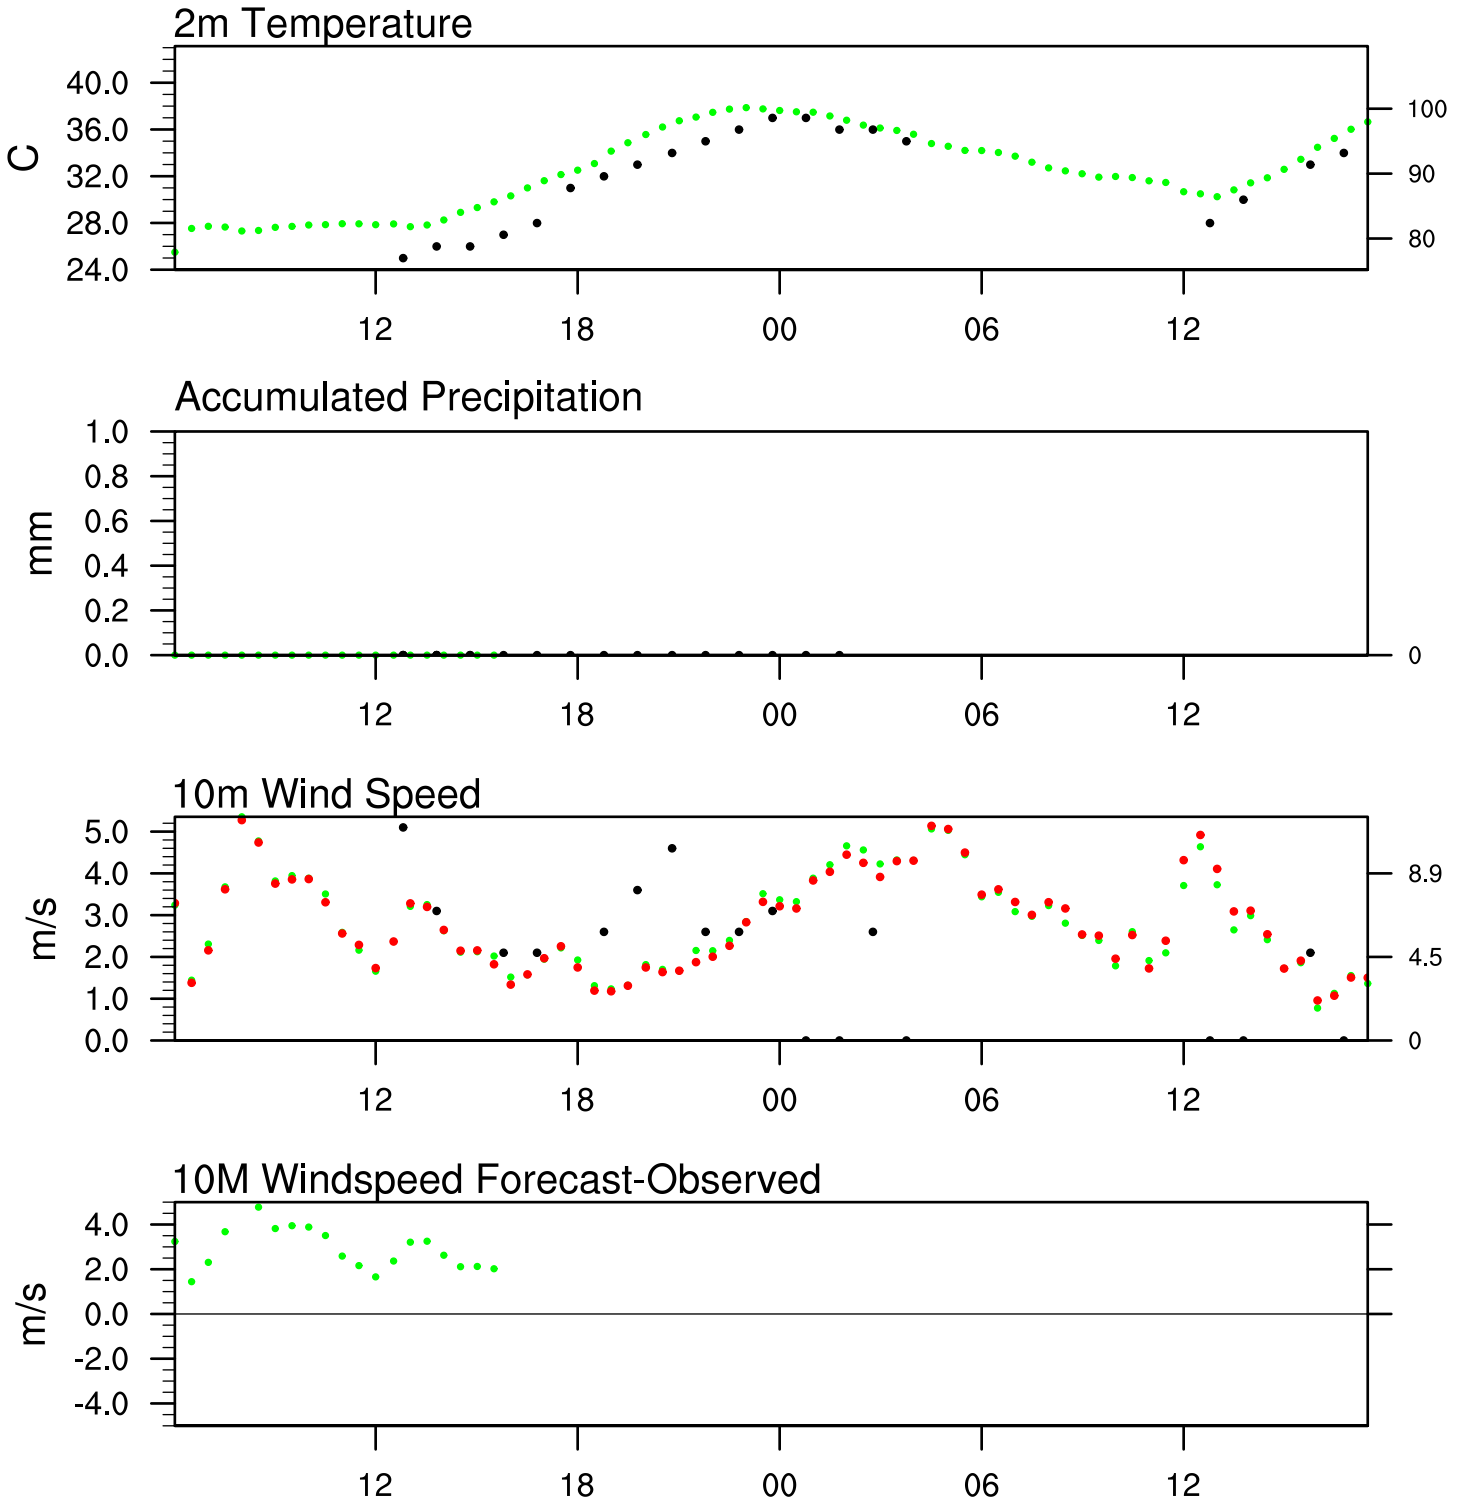 2m Temperature
40.0
36.0
32.0
28.0
24.0
C
100
90
80
12 18 00 06 12
Accumulated Precipitation
1.0
0.8
0.6
0.4
0.2
0.0
mm
0
12 18 00 06 12
10m Wind Speed
5.0
4.0
3.0
2.0
1.0
0.0
m/s
8.9
4.5
0
12 18 00 06 12
10M Windspeed Forecast-Observed
4.0
2.0
0.0
-2.0
-4.0
m/s
12 18 00 06 12